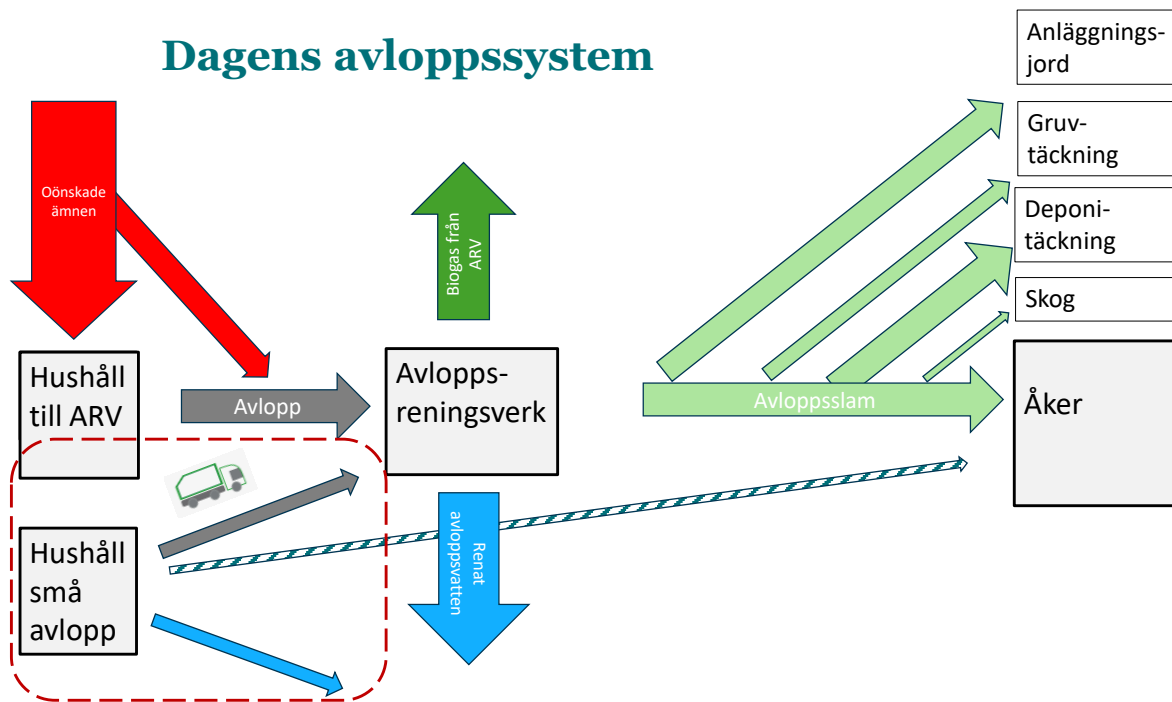 Dagens avloppssystem
Anläggnings-
jord
Gruv-
täckning
Deponi-
täckning
Skog
Oönskade
ämnen
Biogas från
ARV
Hushåll
till ARV
Avlopp
Avlopps-
reningsverk
Avloppsslam
Åker
Hushåll
små
avlopp
Renat
avloppsvatten